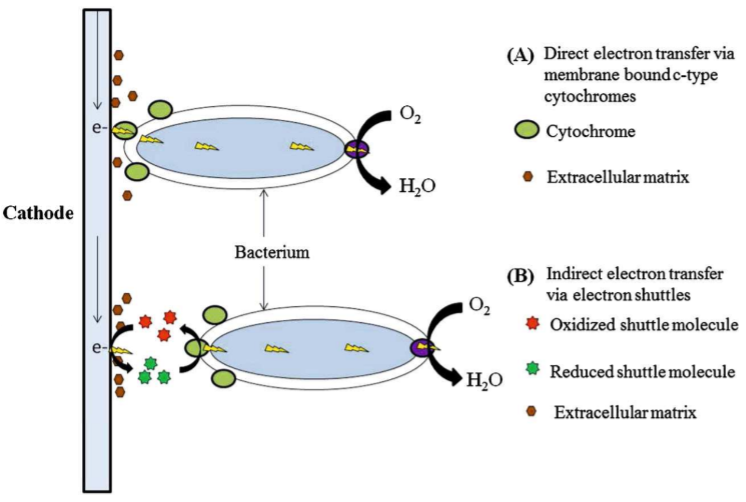 (A) Direct electron transfer via
membrane bound c-type
cytochromes
Cytochrome
Extracellular matrix
O2
e-
H2O
Cathode
Bacterium
(B) Indirect electron transfer
via electron shuttles
Oxidized shuttle molecule
Reduced shuttle molecule
Extracellular matrix
O2
e-
H2O